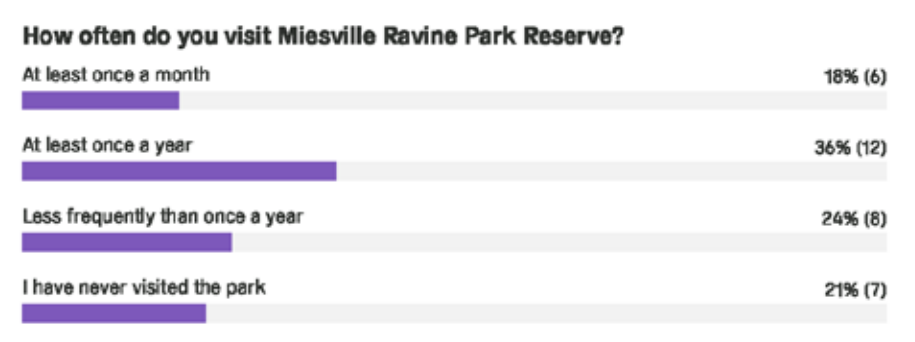 How often do you visit Miesville Ravine Park Reserve?
At least once a month 18% (6)
At least once a year 36% (12)
Less frequently than once a year 24% (8)
I have never visited the park 21% (7)